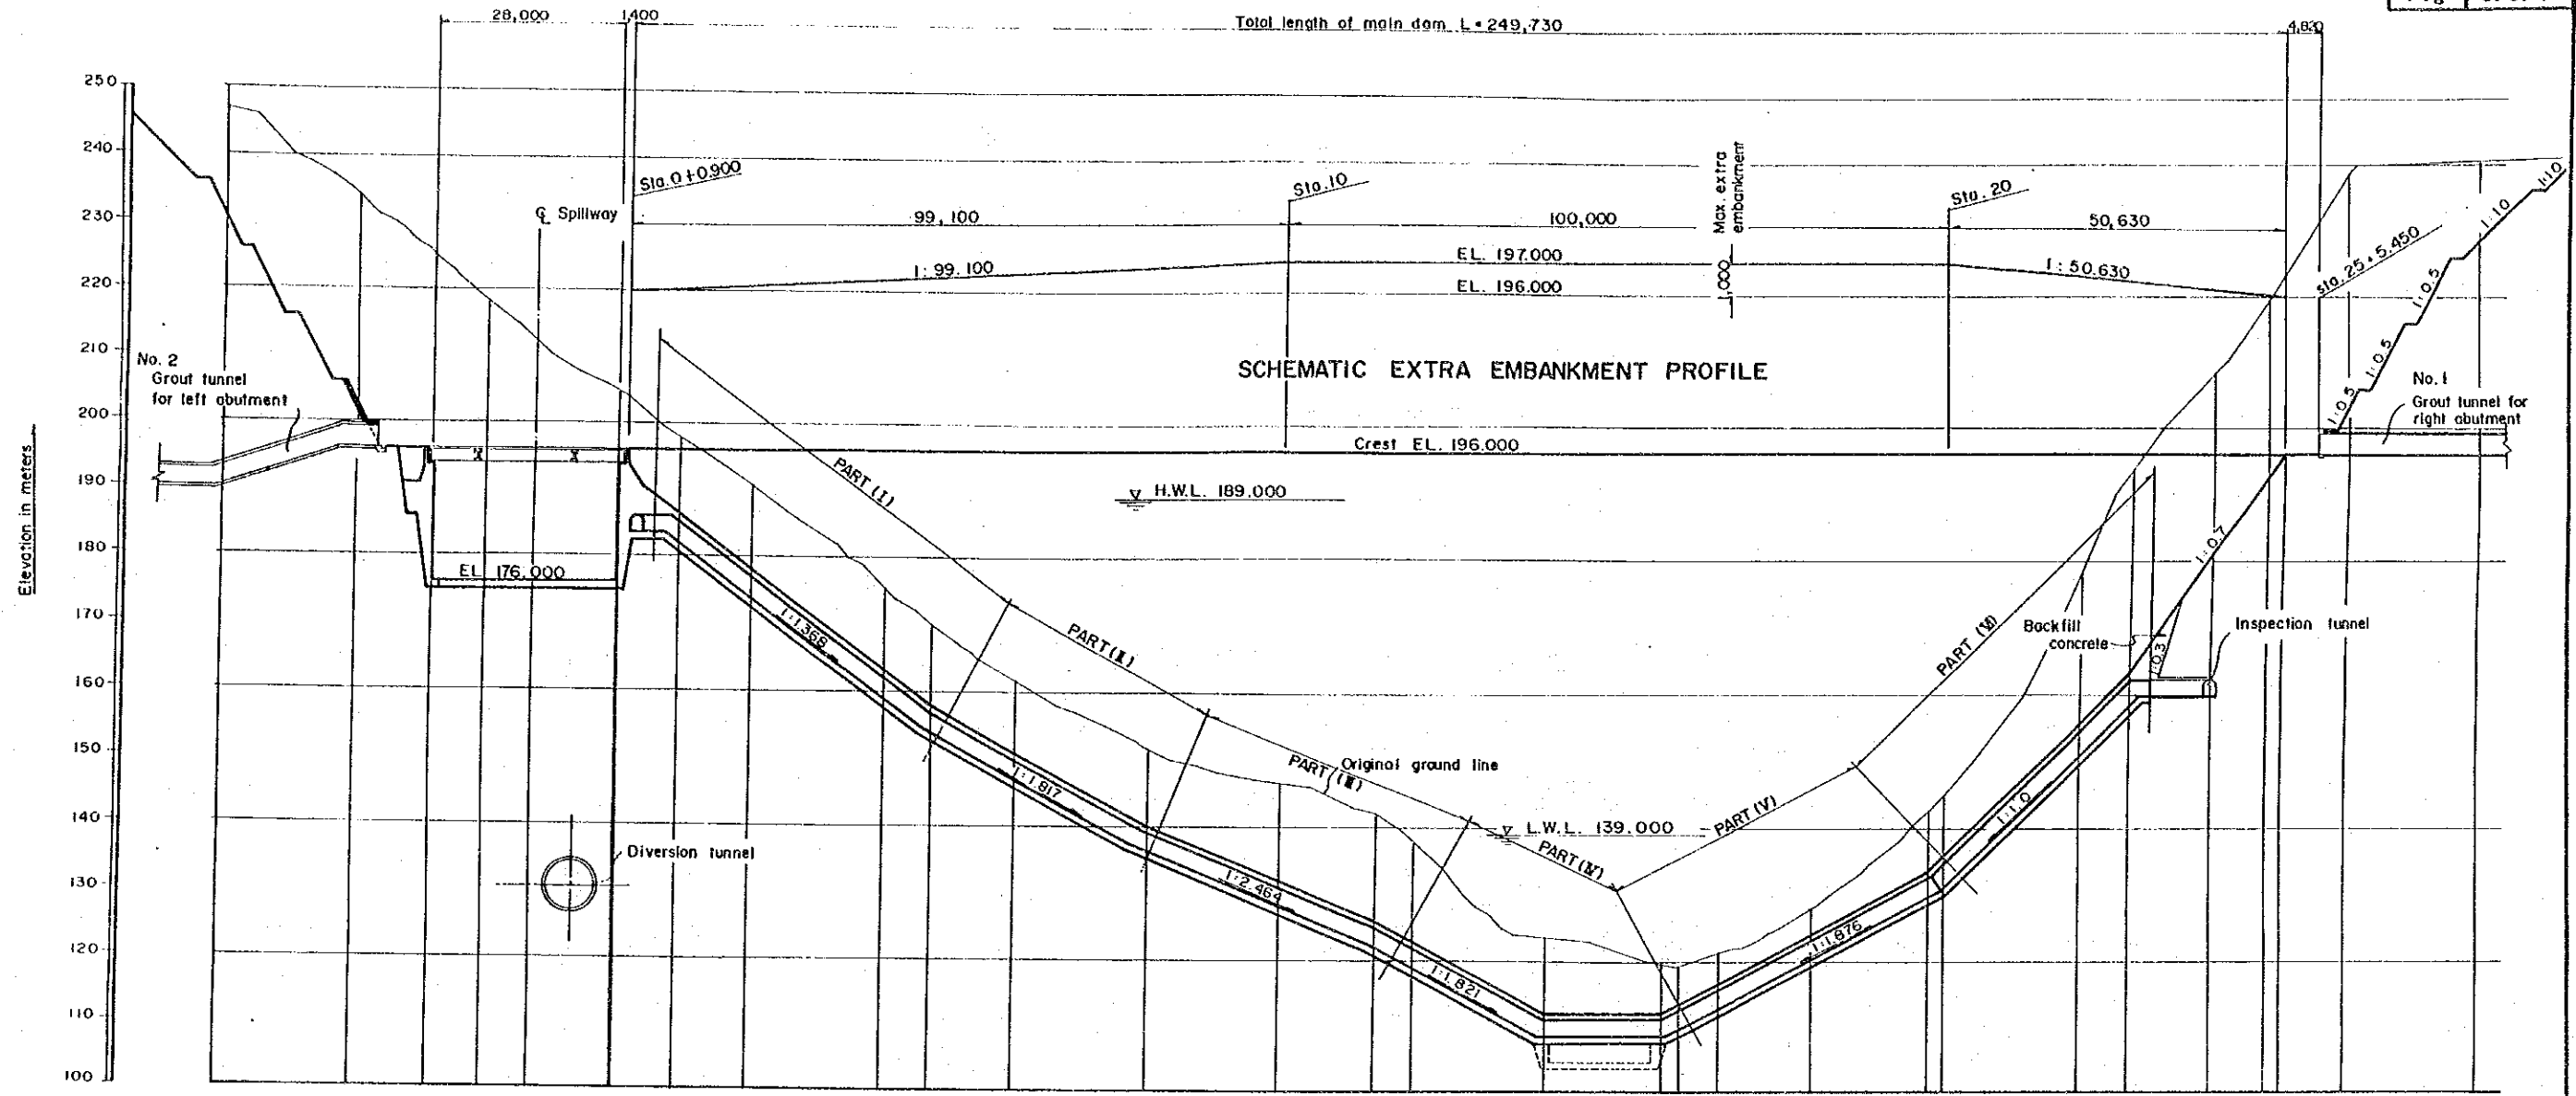 28,000
1,400
Total length of main dam L=249,730
4,820
250
240
230
220
210
200
190
180
170
160
150
140
130
120
110
100
Elevation in meters
Sta. 0+0.900
Sta. 10
Max. extra
embankment
Sta. 20
℄ Spillway
99,100
100,000
50,630
1:99.100
EL. 197.000
1,000
1:50.630
EL. 196.000
Sta. 25+5.450
1:10
1:10
1:0.5
1:0.5
1:0.5
SCHEMATIC EXTRA EMBANKMENT PROFILE
No. 2
Grout tunnel
for left abutment
No. 1
Grout tunnel for
right abutment
Crest EL. 196.000
PART (I)
H.W.L. 189.000
1:0.7
EL. 176.000
1:1.368
PART (II)
Backfill
concrete
Inspection tunnel
PART (VI)
1:0.3
1:1.817
PART (III)
Original ground line
L.W.L. 139.000
PART (V)
1:1.0
Diversion tunnel
PART (IV)
1:2.464
1:1.821
1:1.876